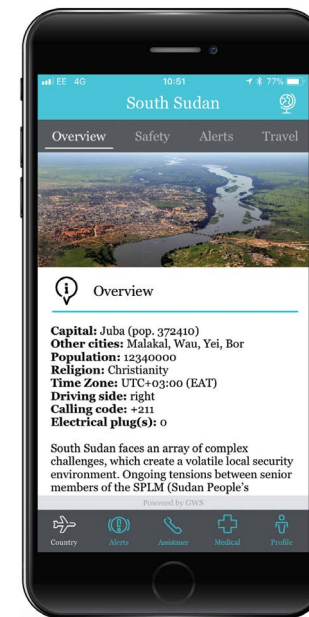 EE 4G 10:51 77%
South Sudan
Overview Safety Alerts Travel
Overview
Capital: Juba (pop. 372410)
Other cities: Malakal, Wau, Yei, Bor
Population: 12340000
Religion: Christianity
Time Zone: UTC+03:00 (EAT)
Driving side: right
Calling code: +211
Electrical plug(s): 0
South Sudan faces an array of complex
challenges, which create a volatile local security
environment. Ongoing tensions between senior
members of the SPLM (Sudan People's
Powered by GWS
Country Alerts Assistance Medical Profile